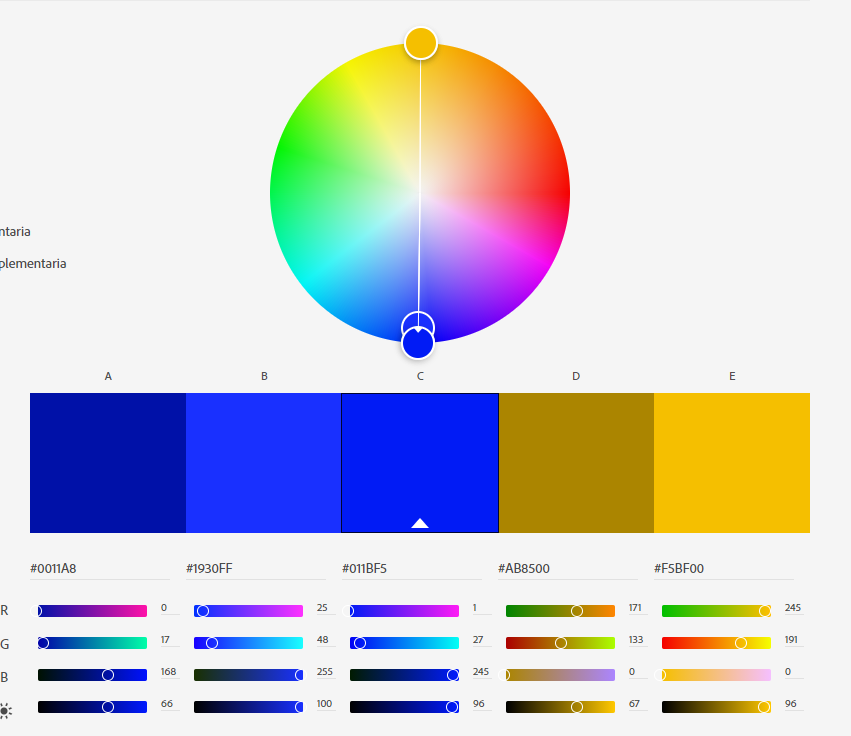 ntaria
plementaria
A B C D E
#0011A8 #1930FF #011BF5 #AB8500 #F5BF00
R 0 25 1 171 245
G 17 48 27 133 191
B 168 255 245 0 0
66 100 96 67 96